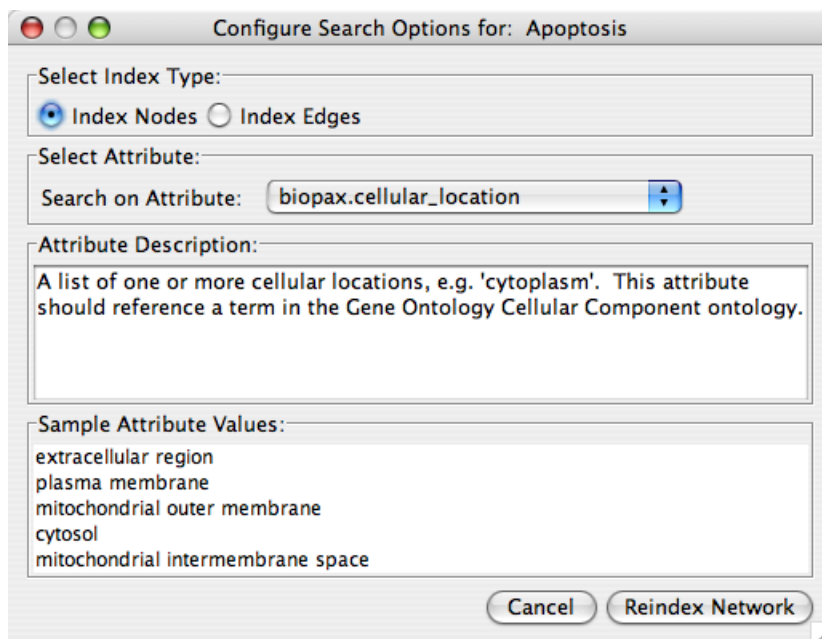 Configure Search Options for: Apoptosis
Select Index Type:
Index Nodes Index Edges
Select Attribute:
Search on Attribute: biopax.cellular_location
Attribute Description:
A list of one or more cellular locations, e.g. 'cytoplasm'. This attribute
should reference a term in the Gene Ontology Cellular Component ontology.
Sample Attribute Values:
extracellular region
plasma membrane
mitochondrial outer membrane
cytosol
mitochondrial intermembrane space
Cancel Reindex Network